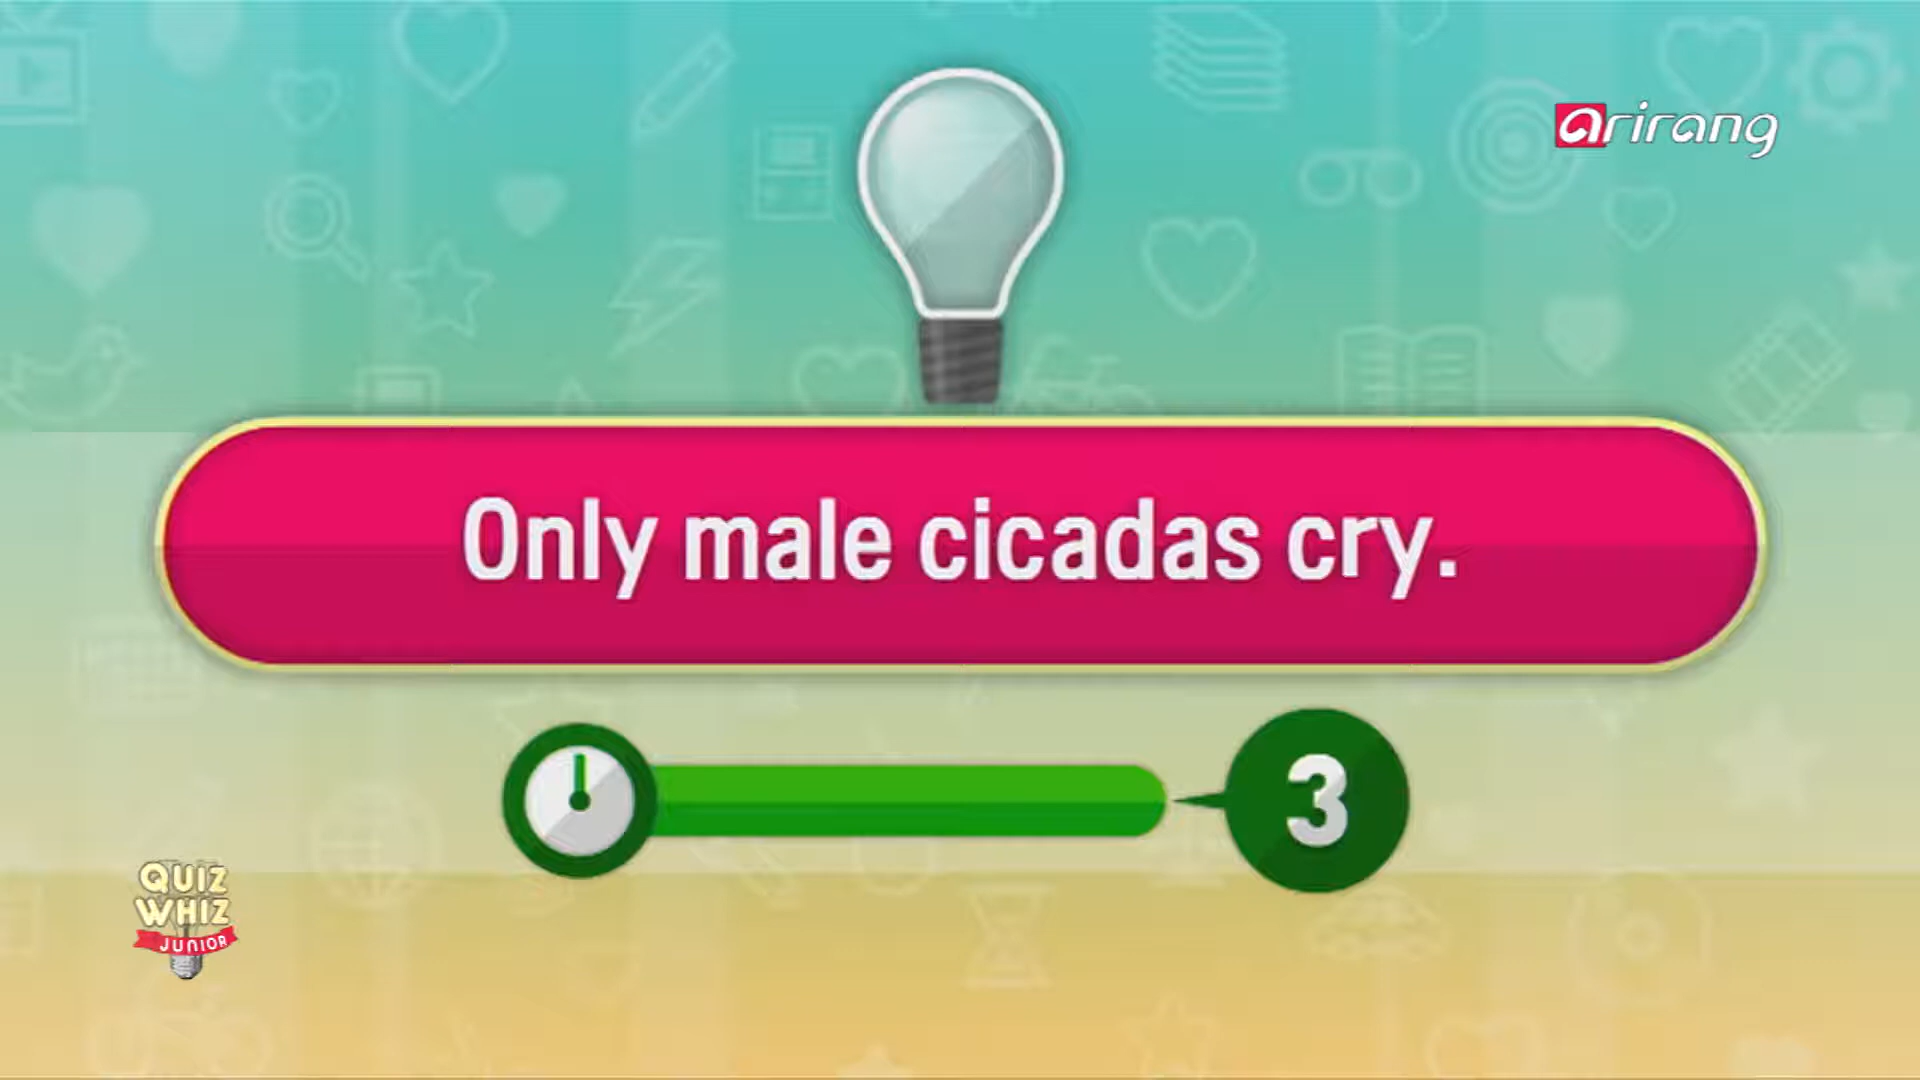 arirang
Only male cicadas cry.
3
QUIZ
WHIZ
JUNIOR